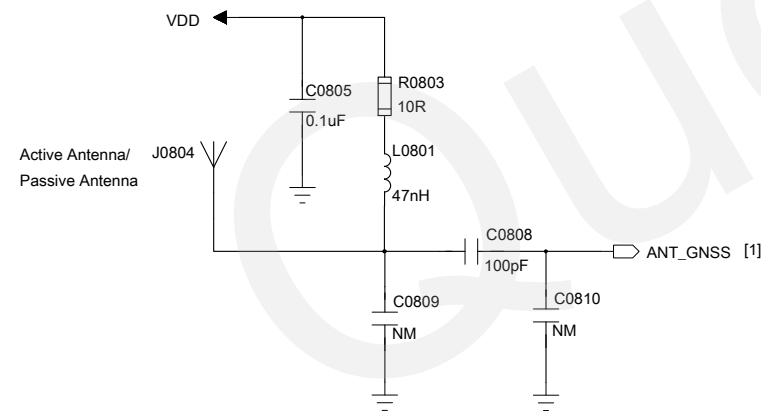 VDD
C0805
0.1uF
R0803
10R
Active Antenna/
Passive Antenna
J0804
L0801
47nH
C0808
100pF
ANT_GNSS [1]
C0809
NM
C0810
NM